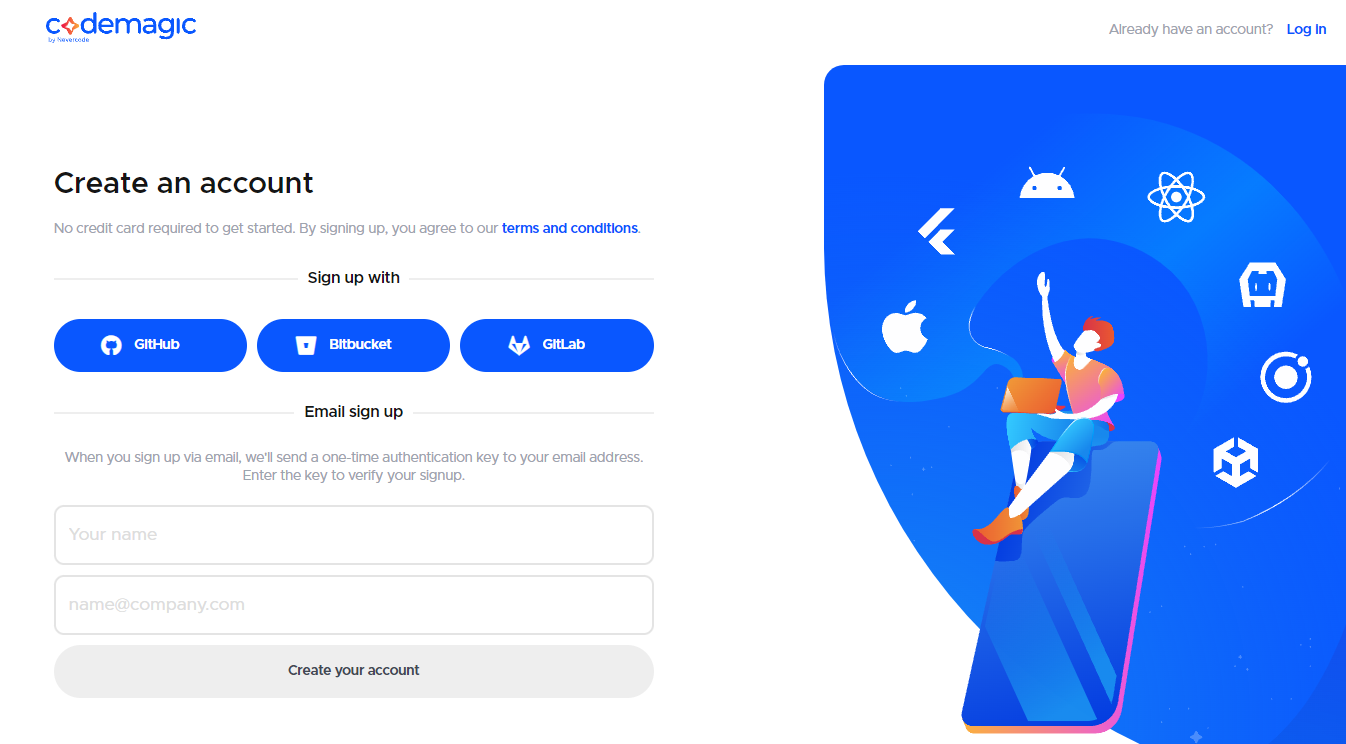 codemagic
by Nevercode
Already have an account? Log in
Create an account
No credit card required to get started. By signing up, you agree to our terms and conditions.
Sign up with
GitHub
Bitbucket
GitLab
Email sign up
When you sign up via email, we'll send a one-time authentication key to your email address.
Enter the key to verify your signup.
Your name
name@company.com
Create your account